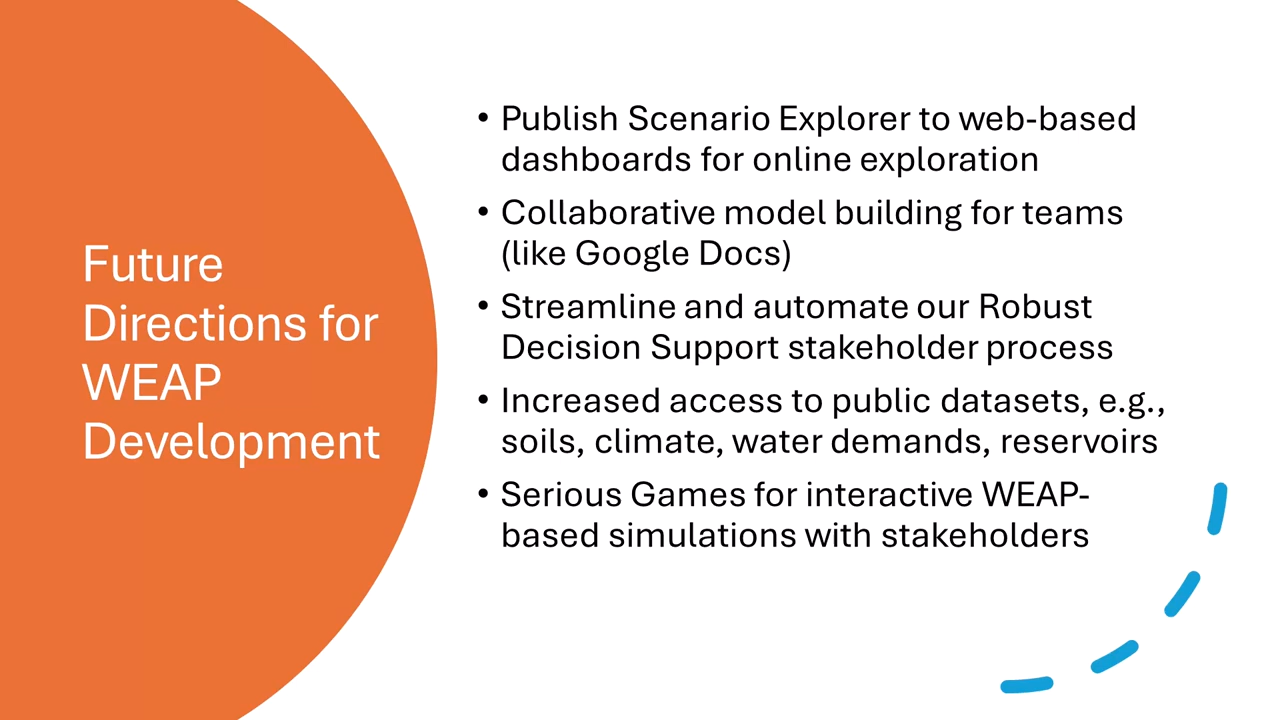 Future
Directions for
WEAP
Development
• Publish Scenario Explorer to web-based
dashboards for online exploration
• Collaborative model building for teams
(like Google Docs)
• Streamline and automate our Robust
Decision Support stakeholder process
• Increased access to public datasets, e.g.,
soils, climate, water demands, reservoirs
• Serious Games for interactive WEAP-
based simulations with stakeholders